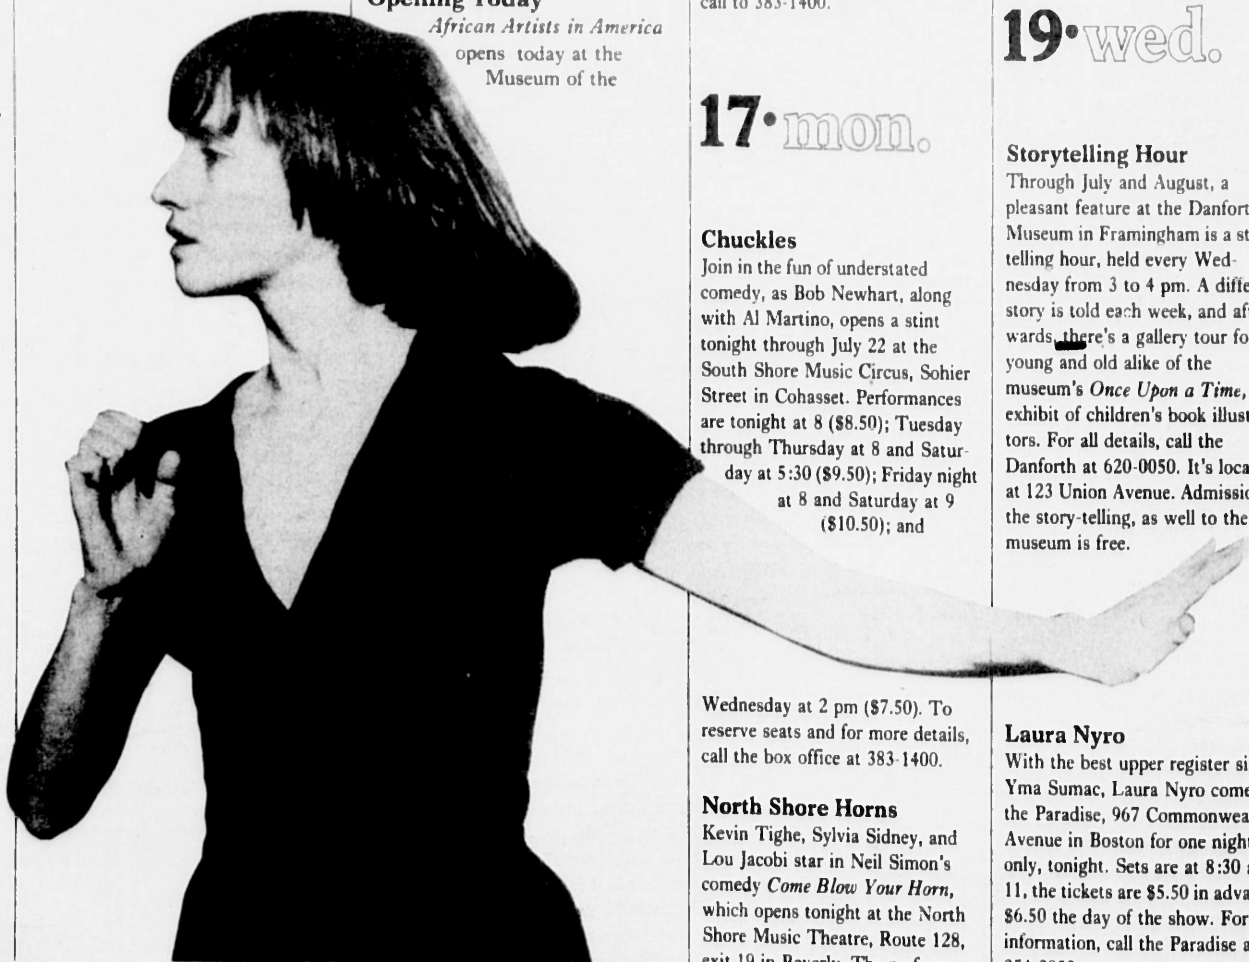 Opening Today
African Artists in America
opens today at the
Museum of the
call to 383-1400.
17·mon.
Chuckles
Join in the fun of understated
comedy, as Bob Newhart, along
with Al Martino, opens a stint
tonight through July 22 at the
South Shore Music Circus, Sohier
Street in Cohasset. Performances
are tonight at 8 ($8.50); Tuesday
through Thursday at 8 and Satur-
day at 5:30 ($9.50); Friday night
at 8 and Saturday at 9
($10.50); and
Wednesday at 2 pm ($7.50). To
reserve seats and for more details,
call the box office at 383-1400.
North Shore Horns
Kevin Tighe, Sylvia Sidney, and
Lou Jacobi star in Neil Simon's
comedy Come Blow Your Horn,
which opens tonight at the North
Shore Music Theatre, Route 128,
exit 19 in
19·wed.
Storytelling Hour
Through July and August, a
pleasant feature at the Danfort
Museum in Framingham is a st
telling hour, held every Wed-
nesday from 3 to 4 pm. A diffe
story is told each week, and af
wards, there's a gallery tour fo
young and old alike of the
museum's Once Upon a Time,
exhibit of children's book illust
tors. For all details, call the
Danforth at 620-0050. It's loca
at 123 Union Avenue. Admissio
the story-telling, as well to the
museum is free.
Laura Nyro
With the best upper register si
Yma Sumac, Laura Nyro come
the Paradise, 967 Commonwea
Avenue in Boston for one night
only, tonight. Sets are at 8:30
11, the tickets are $5.50 in adva
$6.50 the day of the show. For
information, call the Paradise a